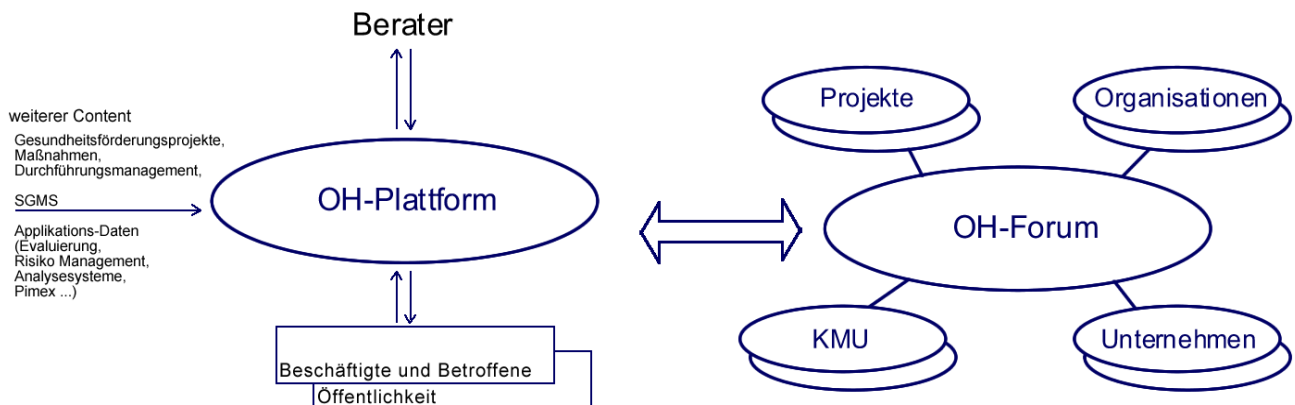 Berater
weiterer Content
Gesundheitsförderungsprojekte,
Maßnahmen,
Durchführungsmanagement,
SGMS
Applikations-Daten
(Evaluierung,
Risiko Management,
Analysesysteme,
Pimex ...)
OH-Plattform
Beschäftigte und Betroffene
Öffentlichkeit
Projekte
Organisationen
OH-Forum
KMU
Unternehmen